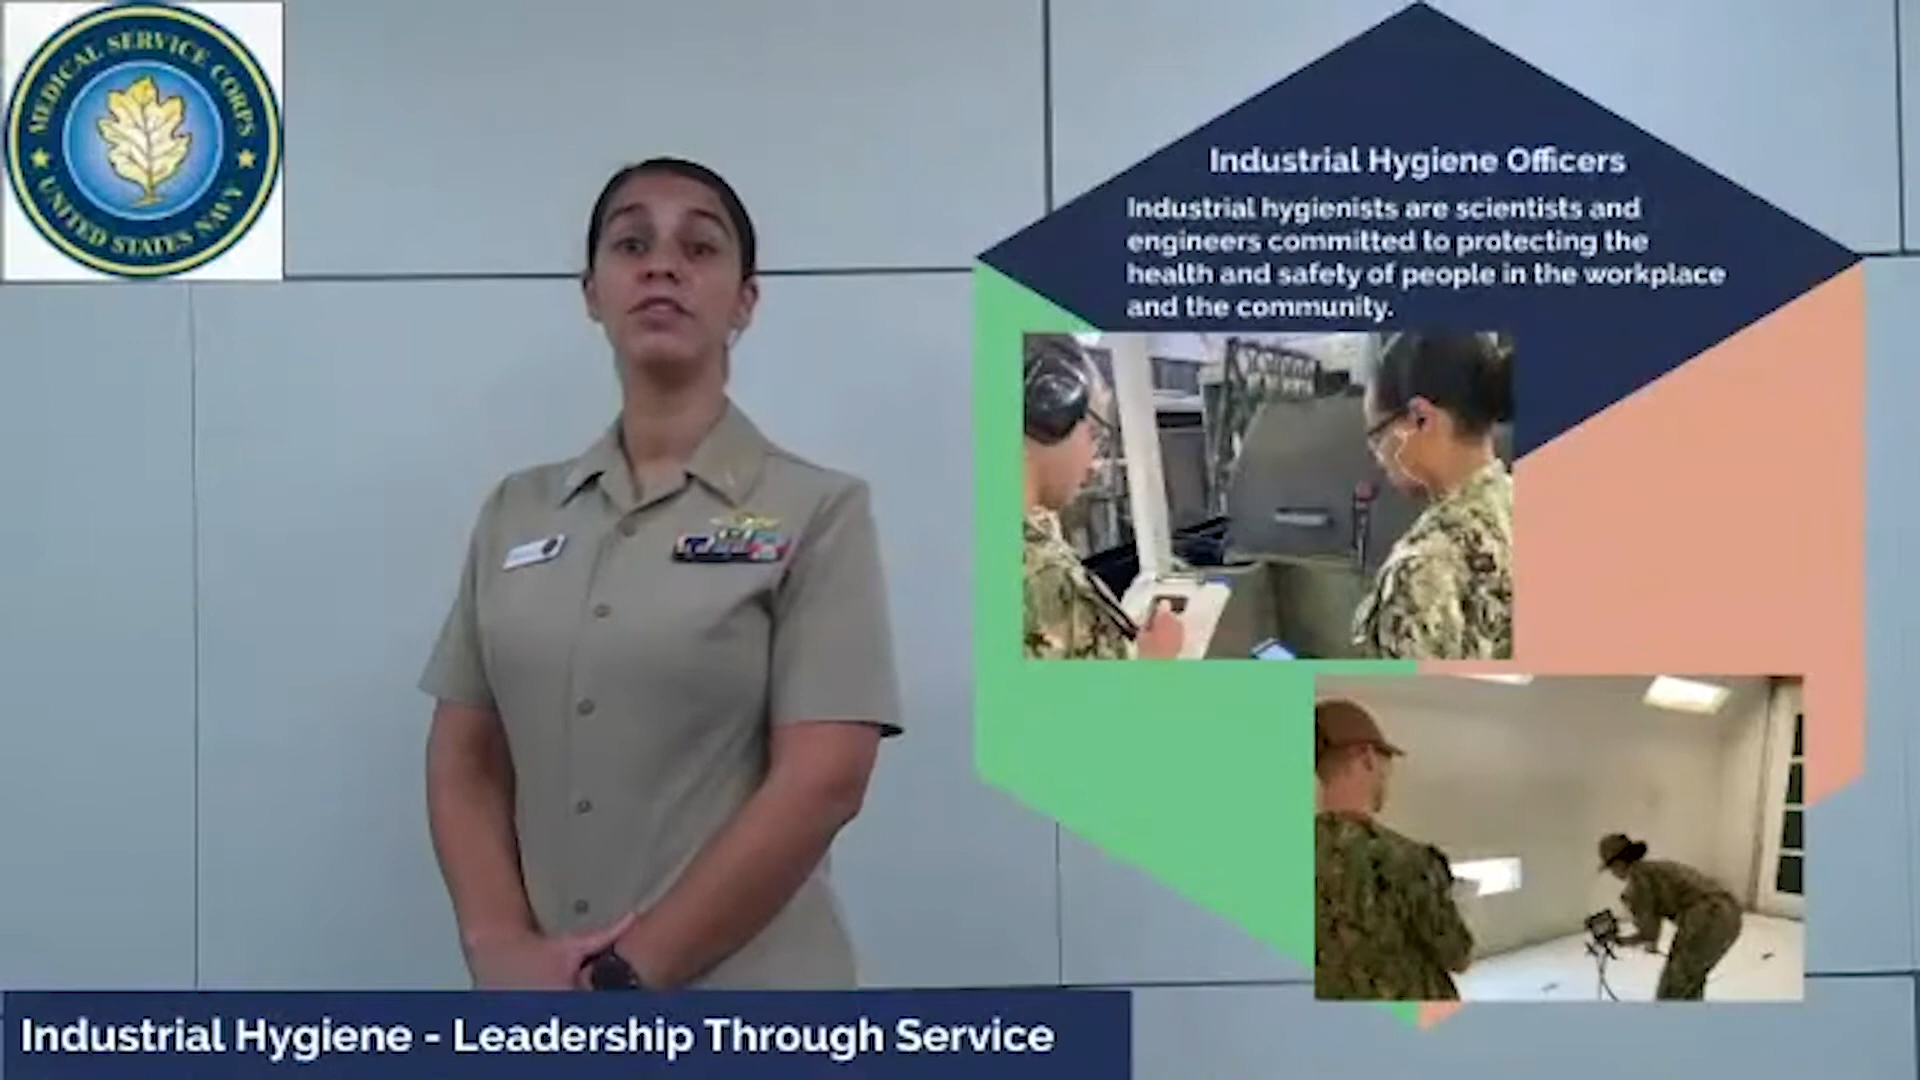 MEDICAL SERVICE CORPS
UNITED STATES NAVY
Industrial Hygiene Officers
Industrial hygienists are scientists and
engineers committed to protecting the
health and safety of people in the workplace
and the community.
Industrial Hygiene - Leadership Through Service